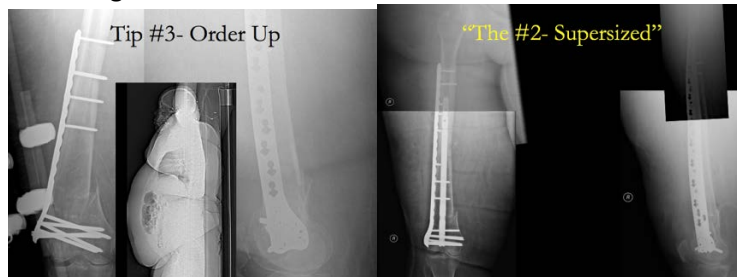 Tip #3- Order Up
“The #2- Supersized”